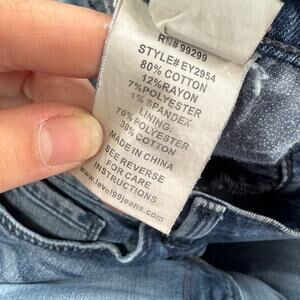 RN#99299
STYLE#EY2954
80% COTTON
12%RAYON
7%POLYESTER
1% SPANDEX
LINING:
70% POLYESTER
30% COTTON
MADE IN CHINA
SEE REVERSE
FOR CARE
INSTRUCTIONS
www.level99jeans.com